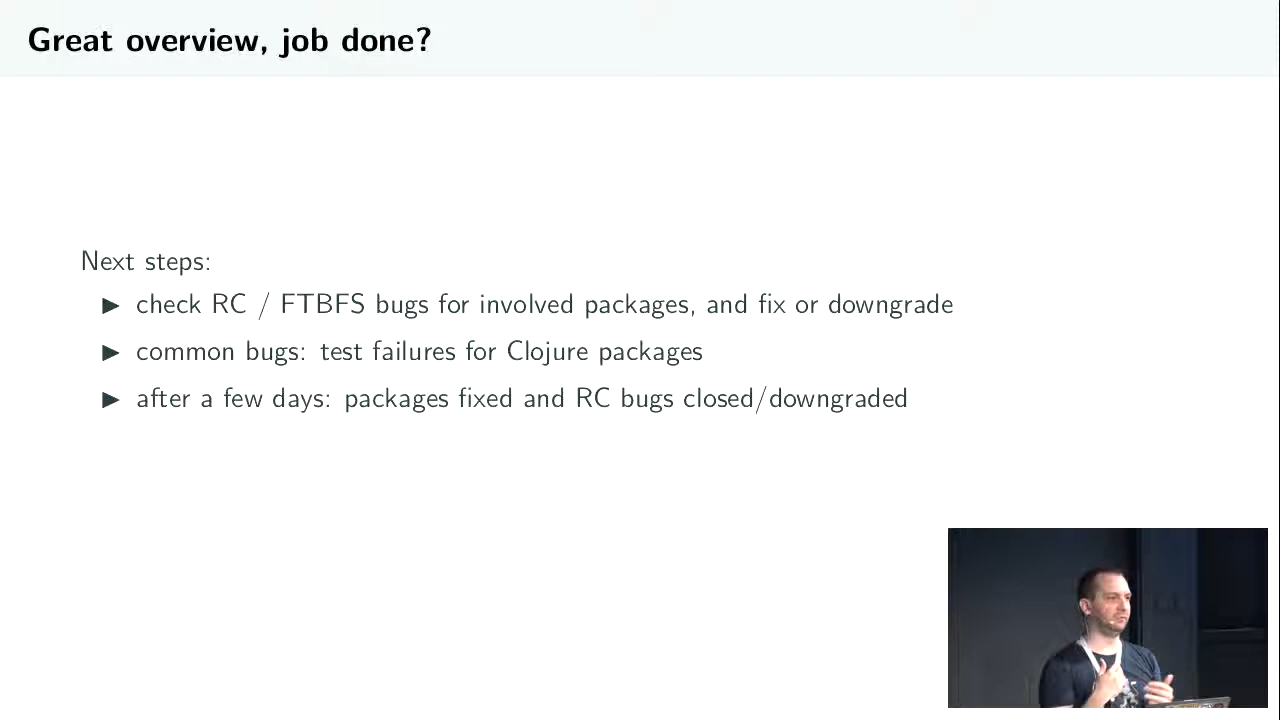 Great overview, job done?
Next steps:
▶ check RC / FTBFS bugs for involved packages, and fix or downgrade
▶ common bugs: test failures for Clojure packages
▶ after a few days: packages fixed and RC bugs closed/downgraded